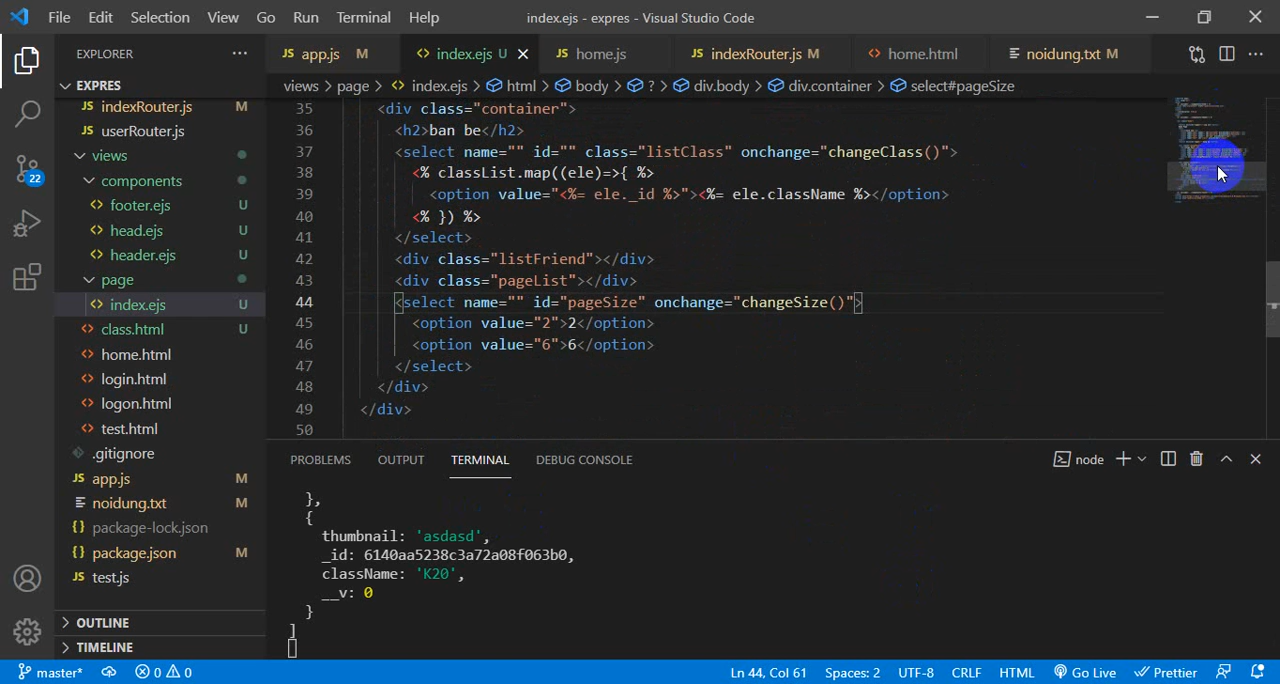 File Edit Selection View Go Run Terminal Help index.ejs - expres - Visual Studio Code
EXPLORER
EXPRES
indexRouter.js M
userRouter.js
views
components
footer.ejs U
head.ejs U
header.ejs U
page
index.ejs U
class.html U
home.html
login.html
logon.html
test.html
.gitignore
app.js M
noidung.txt M
package-lock.json
package.json M
test.js
OUTLINE
TIMELINE
22
app.js M index.ejs U home.js indexRouter.js M home.html noidung.txt M
views > page > index.ejs > html > body > ? > div.body > div.container > select#pageSize
35 <div class="container">
36 <h2>ban be</h2>
37 <select name="" id="" class="listClass" onchange="changeClass()">
38 <% classList.map((ele)=>{ %>
39 <option value="<%= ele._id %>"><%= ele.className %></option>
40 <% }) %>
41 </select>
42 <div class="listFriend"></div>
43 <div class="pageList"></div>
44 <select name="" id="pageSize" onchange="changeSize()">
45 <option value="2">2</option>
46 <option value="6">6</option>
47 </select>
48 </div>
49 </div>
50
PROBLEMS OUTPUT TERMINAL DEBUG CONSOLE node
},
{
thumbnail: 'asdasd',
_id: 6140aa5238c3a72a08f063b0,
className: 'K20',
__v: 0
}
]
master* 0 0 Ln 44, Col 61 Spaces: 2 UTF-8 CRLF HTML Go Live Prettier